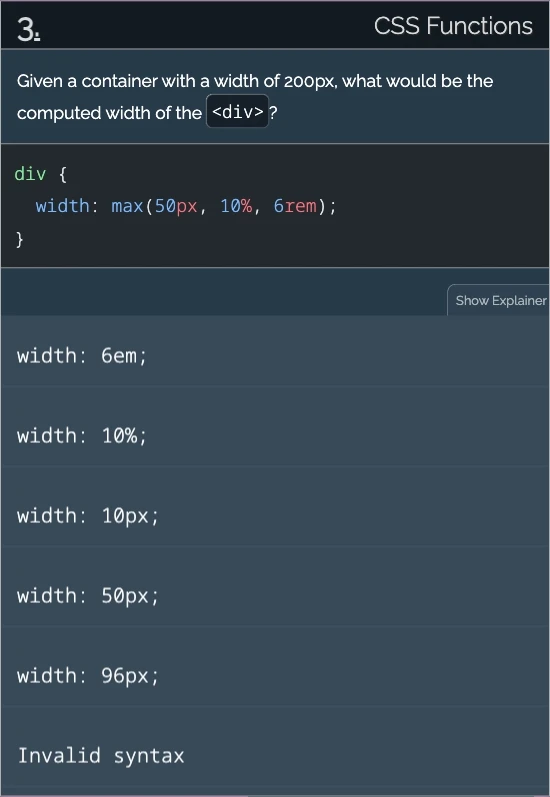 3.
CSS Functions
Given a container with a width of 200px, what would be the
computed width of the <div>?
div {
  width: max(50px, 10%, 6rem);
}
Show Explainer
width: 6em;
width: 10%;
width: 10px;
width: 50px;
width: 96px;
Invalid syntax